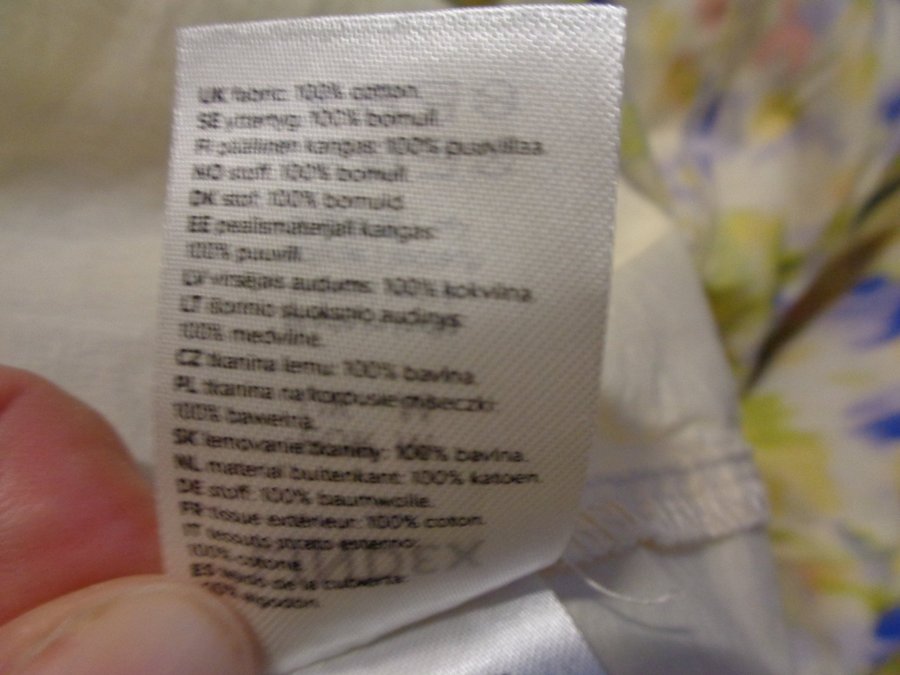 UK fabric: 100% cotton.
SE yttertyg: 100% bomull.
FI päällinen kangas: 100% puuvillaa.
NO stoff: 100% bomull.
DK stof: 100% bomuld.
EE pealismaterjali kangas:
100% puuvill.
LV virsējais audums: 100% kokvilna.
LT išorinio sluoksnio audinys:
100% medvilnė.
CZ tkanina lemu: 100% bavlna.
PL tkanina na
100% bawełna.
SK lemovanie tkaniny: 100% bavlna.
NL materiaal buitenkant: 100% katoen.
DE stoff: 100% baumwolle.
FR tissue extérieur: 100% coton.
IT tessuto strato esterno:
100% cotone.
ES de la cubierta:
100% algodón.